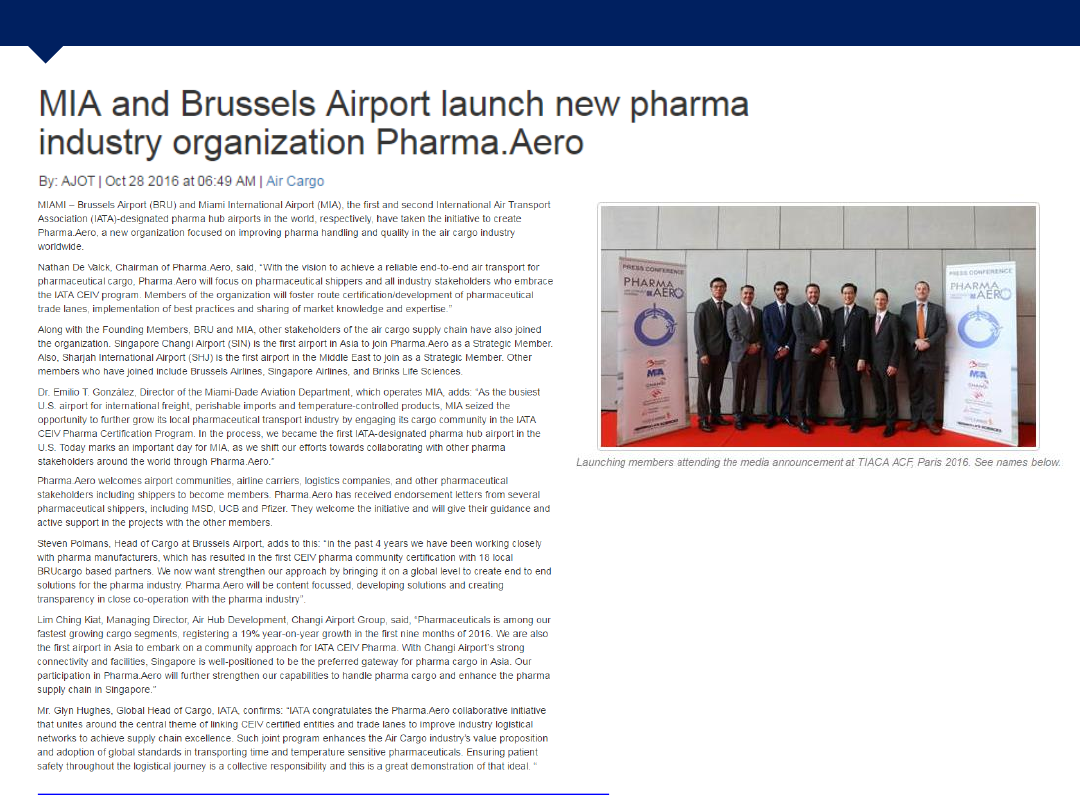 MIA and Brussels Airport launch new pharma
industry organization Pharma.Aero
By: AJOT | Oct 28 2016 at 06:49 AM | Air Cargo
MIAMI – Brussels Airport (BRU) and Miami International Airport (MIA), the first and second International Air Transport
Association (IATA)-designated pharma hub airports in the world, respectively, have taken the initiative to create
Pharma.Aero, a new organization focused on improving pharma handling and quality in the air cargo industry
worldwide.
Nathan De Valck, Chairman of Pharma.Aero, said, “With the vision to achieve a reliable end-to-end air transport for
pharmaceutical cargo, Pharma.Aero will focus on pharmaceutical shippers and all industry stakeholders who embrace
the IATA CEIV program. Members of the organization will foster route certification/development of pharmaceutical
trade lanes, implementation of best practices and sharing of market knowledge and expertise.”
Along with the Founding Members, BRU and MIA, other stakeholders of the air cargo supply chain have also joined
the organization. Singapore Changi Airport (SIN) is the first airport in Asia to join Pharma.Aero as a Strategic Member.
Also, Sharjah International Airport (SHJ) is the first airport in the Middle East to join as a Strategic Member. Other
members who have joined include Brussels Airlines, Singapore Airlines, and Brinks Life Sciences.
Dr. Emilio T. González, Director of the Miami-Dade Aviation Department, which operates MIA, adds: “As the busiest
U.S. airport for international freight, perishable imports and temperature-controlled products, MIA seized the
opportunity to further grow its local pharmaceutical transport industry by engaging its cargo community in the IATA
CEIV Pharma Certification Program. In the process, we became the first IATA-designated pharma hub airport in the
U.S. Today marks an important day for MIA, as we shift our efforts towards collaborating with other pharma
stakeholders around the world through Pharma.Aero.”
Pharma.Aero welcomes airport communities, airline carriers, logistics companies, and other pharmaceutical
stakeholders including shippers to become members. Pharma.Aero has received endorsement letters from several
pharmaceutical shippers, including MSD, UCB and Pfizer. They welcome the initiative and will give their guidance and
active support in the projects with the other members.
Steven Polmans, Head of Cargo at Brussels Airport, adds to this: “In the past 4 years we have been working closely
with pharma manufacturers, which has resulted in the first CEIV pharma community certification with 18 local
BRUcargo based partners. We now want strengthen our approach by bringing it on a global level to create end to end
solutions for the pharma industry. Pharma.Aero will be content focussed, developing solutions and creating
transparency in close co-operation with the pharma industry”.
Lim Ching Kiat, Managing Director, Air Hub Development, Changi Airport Group, said, “Pharmaceuticals is among our
fastest growing cargo segments, registering a 19% year-on-year growth in the first nine months of 2016. We are also
the first airport in Asia to embark on a community approach for IATA CEIV Pharma. With Changi Airport’s strong
connectivity and facilities, Singapore is well-positioned to be the preferred gateway for pharma cargo in Asia. Our
participation in Pharma.Aero will further strengthen our capabilities to handle pharma cargo and enhance the pharma
supply chain in Singapore.”
Mr. Glyn Hughes, Global Head of Cargo, IATA, confirms: “IATA congratulates the Pharma.Aero collaborative initiative
that unites around the central theme of linking CEIV certified entities and trade lanes to improve industry logistical
networks to achieve supply chain excellence. Such joint program enhances the Air Cargo industry’s value proposition
and adoption of global standards in transporting time and temperature sensitive pharmaceuticals. Ensuring patient
safety throughout the logistical journey is a collective responsibility and this is a great demonstration of that ideal. “
PRESS CONFERENCE
PHARMA
AERO
MIA
CHANGI
PRESS CONFERENCE
PHARMA
AERO
MIA
CHANGI
Launching members attending the media announcement at TIACA ACF, Paris 2016. See names below.